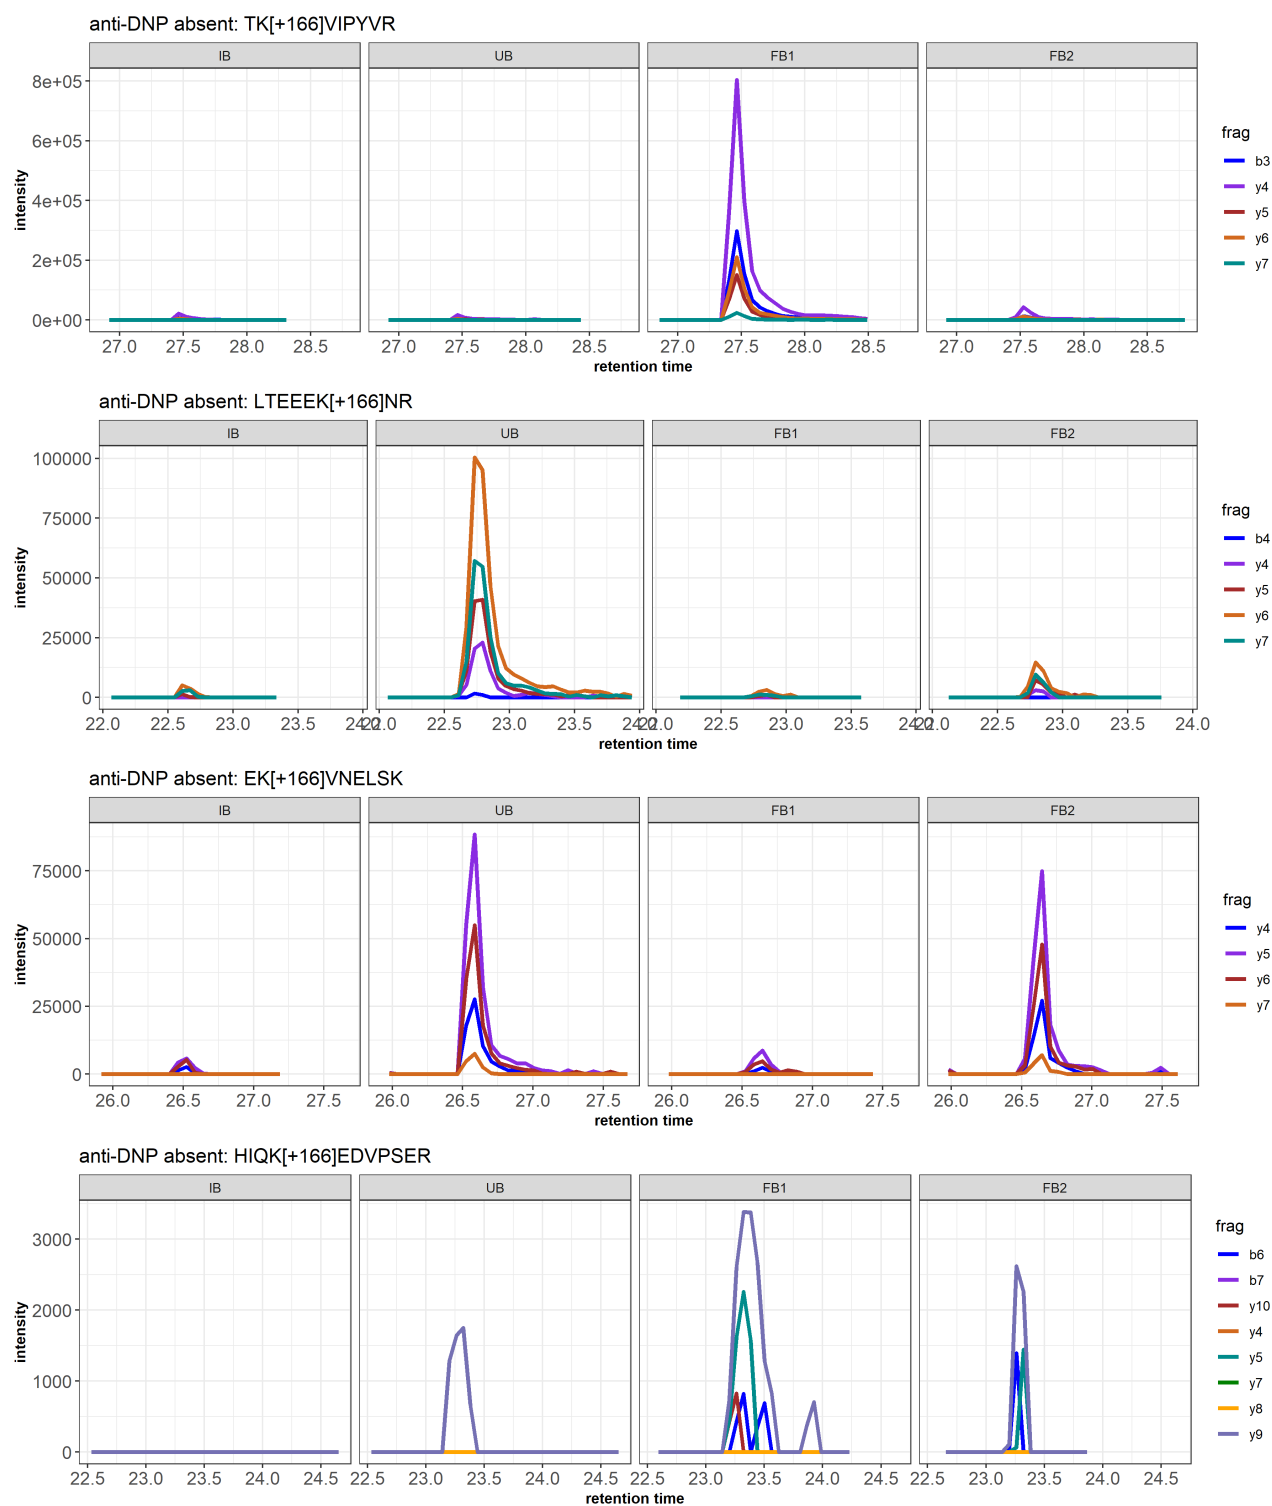 anti-DNP absent: TK[+166]VIPYVR
IB UB FB1 FB2
8e+05
6e+05
4e+05
2e+05
0e+00
intensity
27.0 27.5 28.0 28.5 27.0 27.5 28.0 28.5 27.0 27.5 28.0 28.5 27.0 27.5 28.0 28.5
retention time
frag
b3
y4
y5
y6
y7
anti-DNP absent: LTEEEK[+166]NR
IB UB FB1 FB2
100000
75000
50000
25000
0
intensity
22.0 22.5 23.0 23.5 24.0 22.0 22.5 23.0 23.5 24.0 22.0 22.5 23.0 23.5 24.0 22.0 22.5 23.0 23.5 24.0
retention time
frag
b4
y4
y5
y6
y7
anti-DNP absent: EK[+166]VNELSK
IB UB FB1 FB2
75000
50000
25000
0
intensity
26.0 26.5 27.0 27.5 26.0 26.5 27.0 27.5 26.0 26.5 27.0 27.5 26.0 26.5 27.0 27.5
retention time
frag
y4
y5
y6
y7
anti-DNP absent: HIQK[+166]EDVPSER
IB UB FB1 FB2
3000
2000
1000
0
intensity
22.5 23.0 23.5 24.0 24.5 22.5 23.0 23.5 24.0 24.5 22.5 23.0 23.5 24.0 24.5 22.5 23.0 23.5 24.0 24.5
retention time
frag
b6
b7
y10
y4
y5
y7
y8
y9